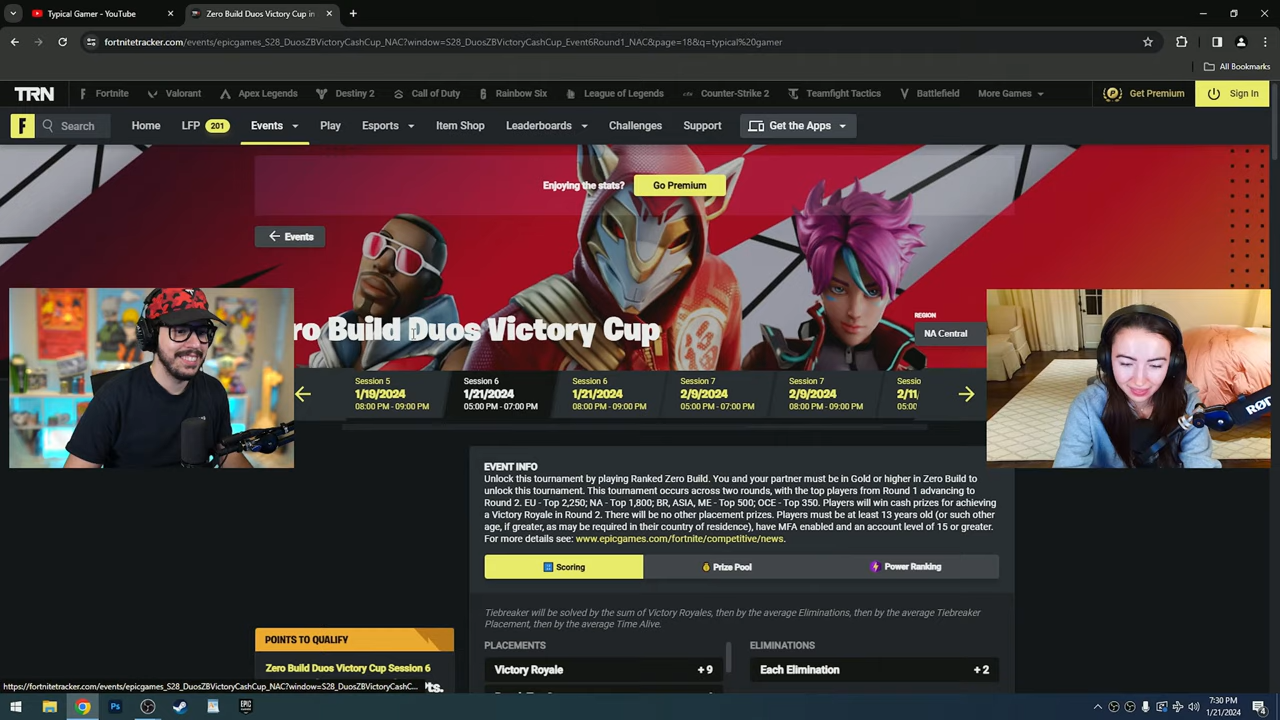 Typical Gamer - YouTube
Zero Build Duos Victory Cup in
fortnitetracker.com/events/epicgames_S28_DuosZBVictoryCashCup_NAC?window=S28_DuosZBVictoryCashCup_Event6Round1_NAC&page=18&q=typical%20gamer
All Bookmarks
TRN Fortnite Valorant Apex Legends Destiny 2 Call of Duty Rainbow Six League of Legends Counter-Strike 2 Teamfight Tactics Battlefield More Games Get Premium Sign In
F Search Home LFP 201 Events Play Esports Item Shop Leaderboards Challenges Support Get the Apps
Enjoying the stats? Go Premium
Events
REGION
NA Central
ro Build Duos Victory Cup
Session 5 Session 6 Session 6 Session 7 Session 7 Sessio
1/19/2024 1/21/2024 1/21/2024 2/9/2024 2/9/2024 2/11/
08:00 PM - 09:00 PM 05:00 PM - 07:00 PM 08:00 PM - 09:00 PM 05:00 PM - 07:00 PM 08:00 PM - 09:00 PM 05:00
EVENT INFO
Unlock this tournament by playing Ranked Zero Build. You and your partner must be in Gold or higher in Zero Build to
unlock this tournament. This tournament occurs across two rounds, with the top players from Round 1 advancing to
Round 2. EU - Top 2,250; NA - Top 1,800; BR, ASIA, ME - Top 500; OCE - Top 350. Players will win cash prizes for achieving
a Victory Royale in Round 2. There will be no other placement prizes. Players must be at least 13 years old (or such other
age, if greater, as may be required in their country of residence), have MFA enabled and an account level of 15 or greater.
For more details see: www.epicgames.com/fortnite/competitive/news.
Scoring Prize Pool Power Ranking
Tiebreaker will be solved by the sum of Victory Royales, then by the average Eliminations, then by the average Tiebreaker
Placement, then by the average Time Alive.
POINTS TO QUALIFY
Zero Build Duos Victory Cup Session 6
ts.
PLACEMENTS ELIMINATIONS
Victory Royale +9 Each Elimination +2
https://fortnitetracker.com/events/epicgames_S28_DuosZBVictoryCashCup_NAC?window=S28_DuosZBVictoryCashC...
EPIC
7:30 PM
1/21/2024
4